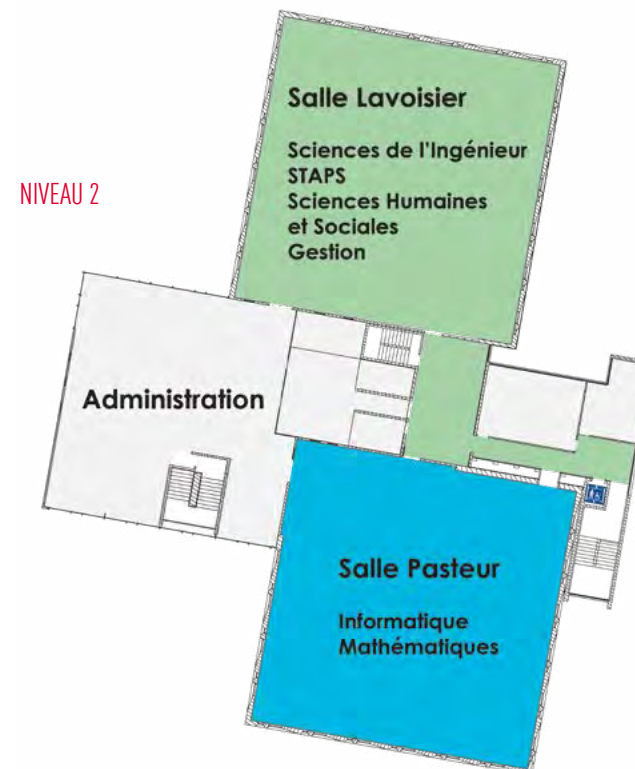 Salle Lavoisier
Sciences de l'Ingénieur
STAPS
Sciences Humaines
et Sociales
Gestion
NIVEAU 2
Administration
Salle Pasteur
Informatique
Mathématiques